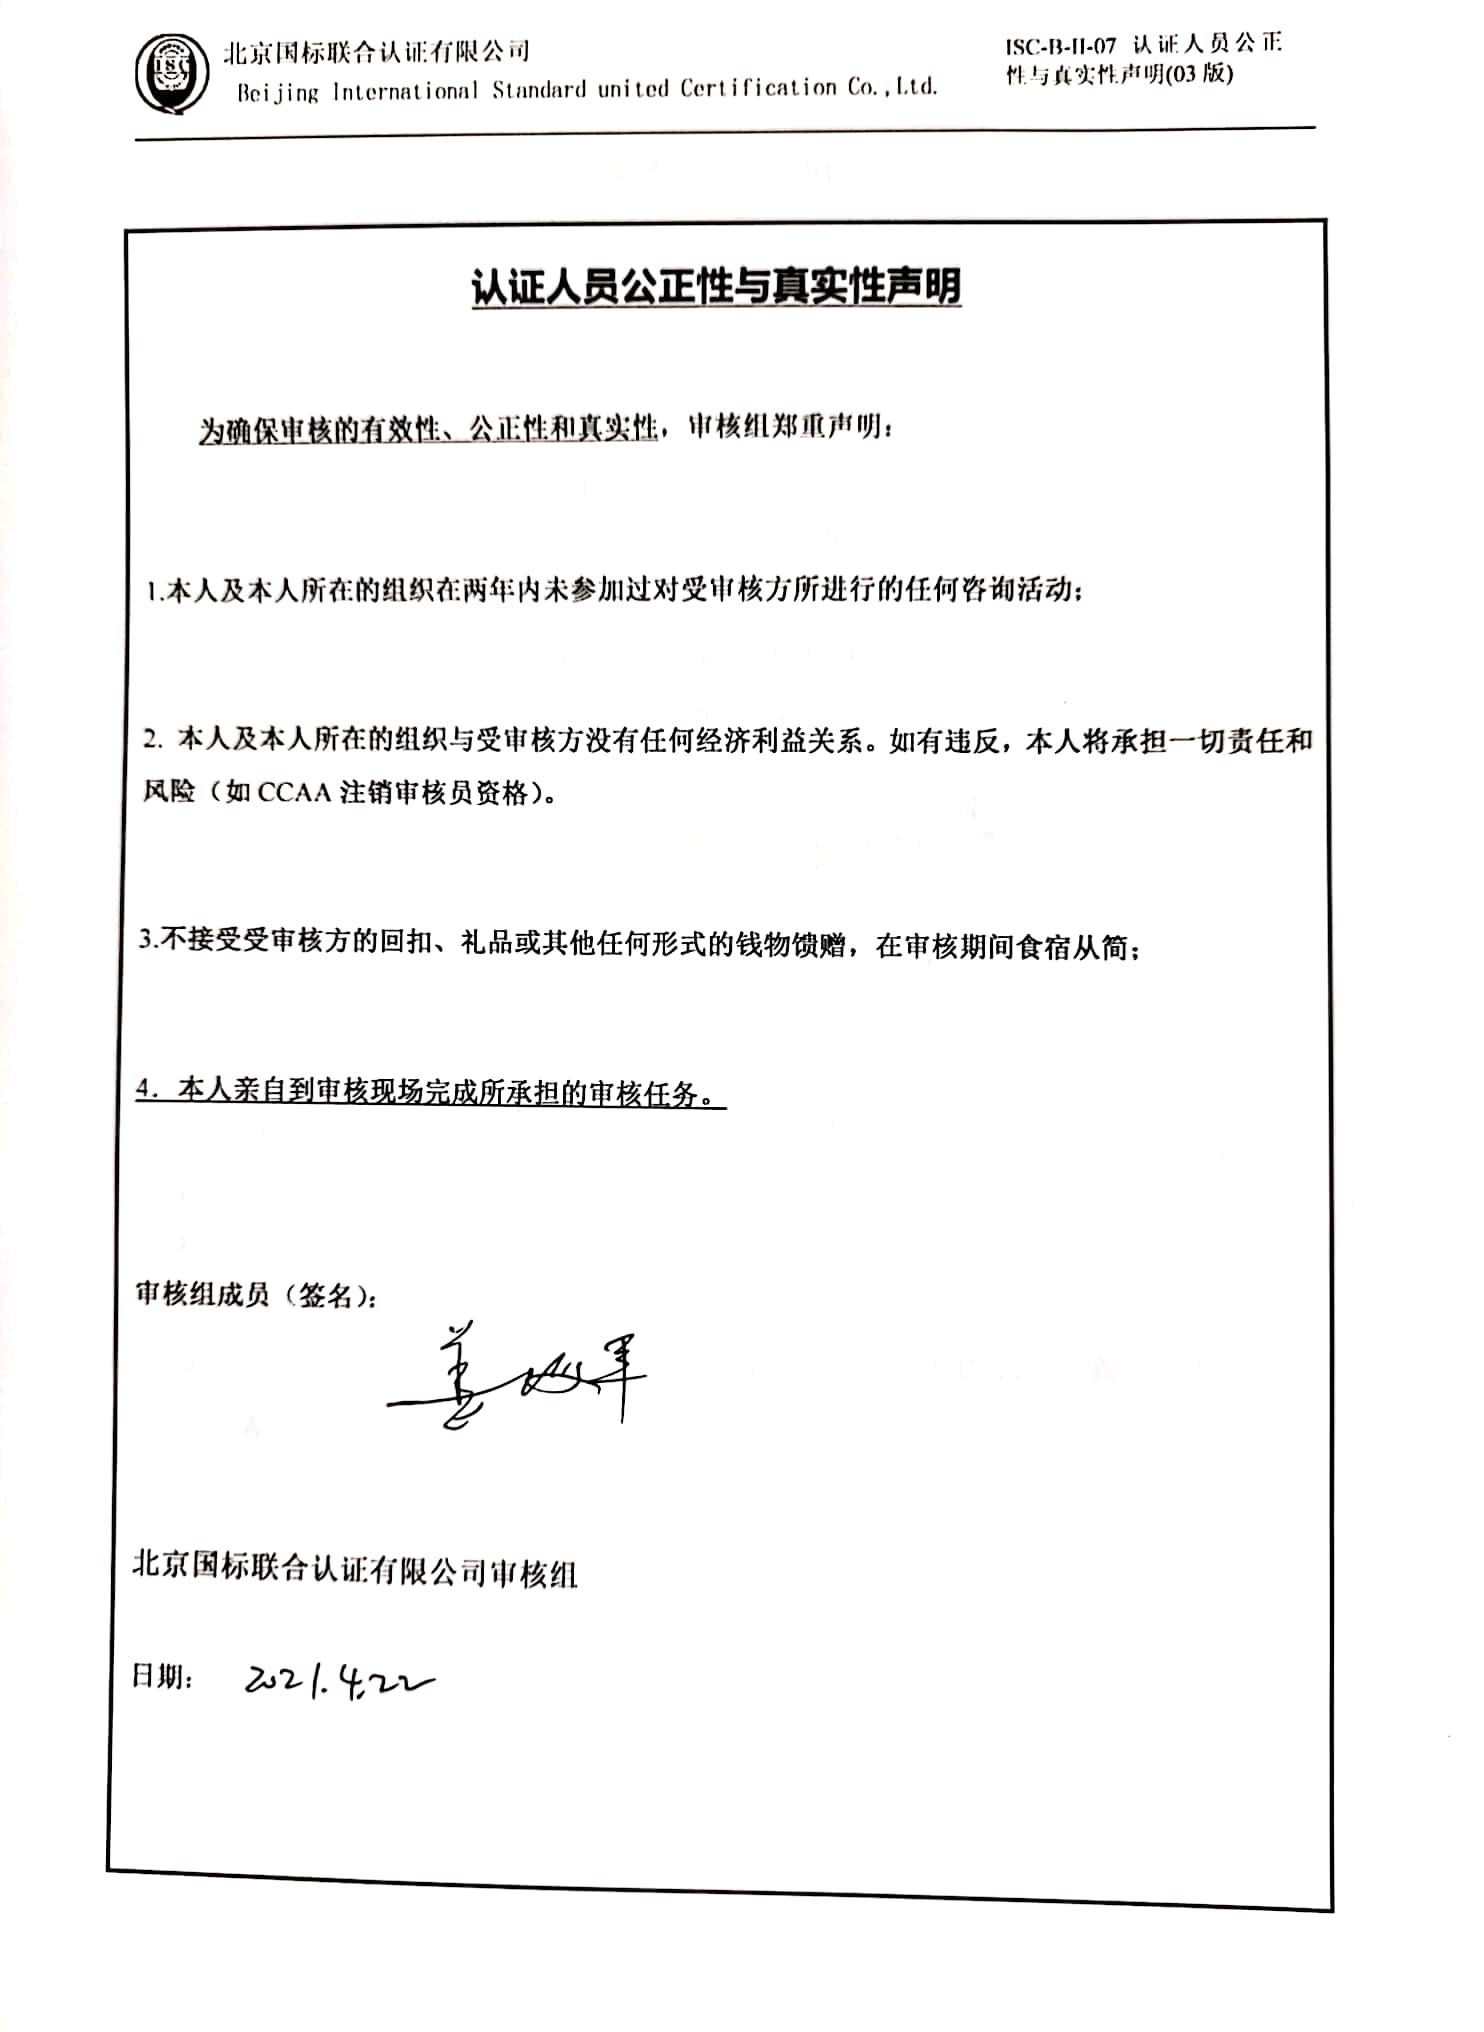 ISC
北京国标联合认证有限公司
Beijing International Standard united Certification Co.,Ltd.
ISC-B-II-07 认证人员公正
性与真实性声明(03 版)
认证人员公正性与真实性声明
为确保审核的有效性、公正性和真实性，审核组郑重声明：
1.本人及本人所在的组织在两年内未参加过对受审核方所进行的任何咨询活动；
2. 本人及本人所在的组织与受审核方没有任何经济利益关系。如有违反，本人将承担一切责任和
风险（如 CCAA 注销审核员资格）。
3.不接受受审核方的回扣、礼品或其他任何形式的钱物馈赠，在审核期间食宿从简；
4．本人亲自到审核现场完成所承担的审核任务。
审核组成员（签名）：
北京国标联合认证有限公司审核组
日期： 2021.4.22